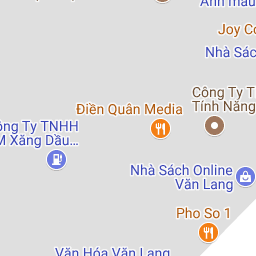 Joy Co
Nhà Sách
Công Ty T
Tính Năng
Điền Quân Media
ông Ty TNHH
M Xăng Dầu...
Nhà Sách Online
Văn Lang
Pho So 1
Văn Hóa Văn Lang